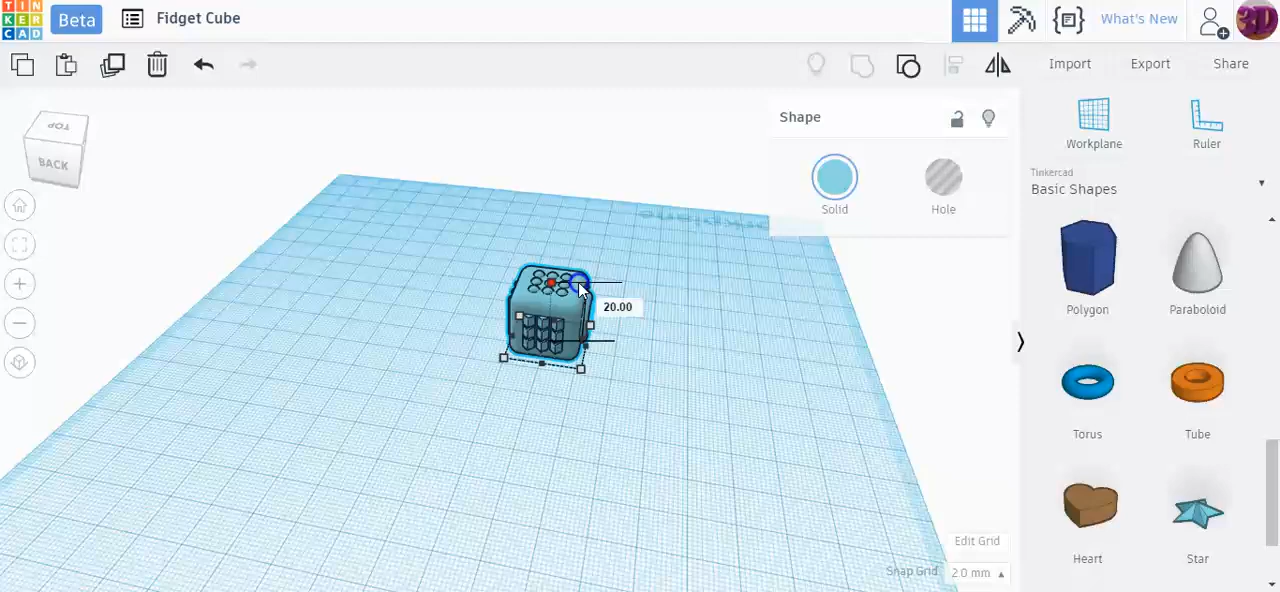 TIN
KER
CAD
Beta
Fidget Cube
What's New
Import
Export
Share
Shape
Solid
Hole
TOP
BACK
20.00
Workplane
Workplane
Ruler
Tinkercad
Basic Shapes
Polygon
Paraboloid
Torus
Tube
Heart
Star
Edit Grid
Snap Grid
2.0 mm